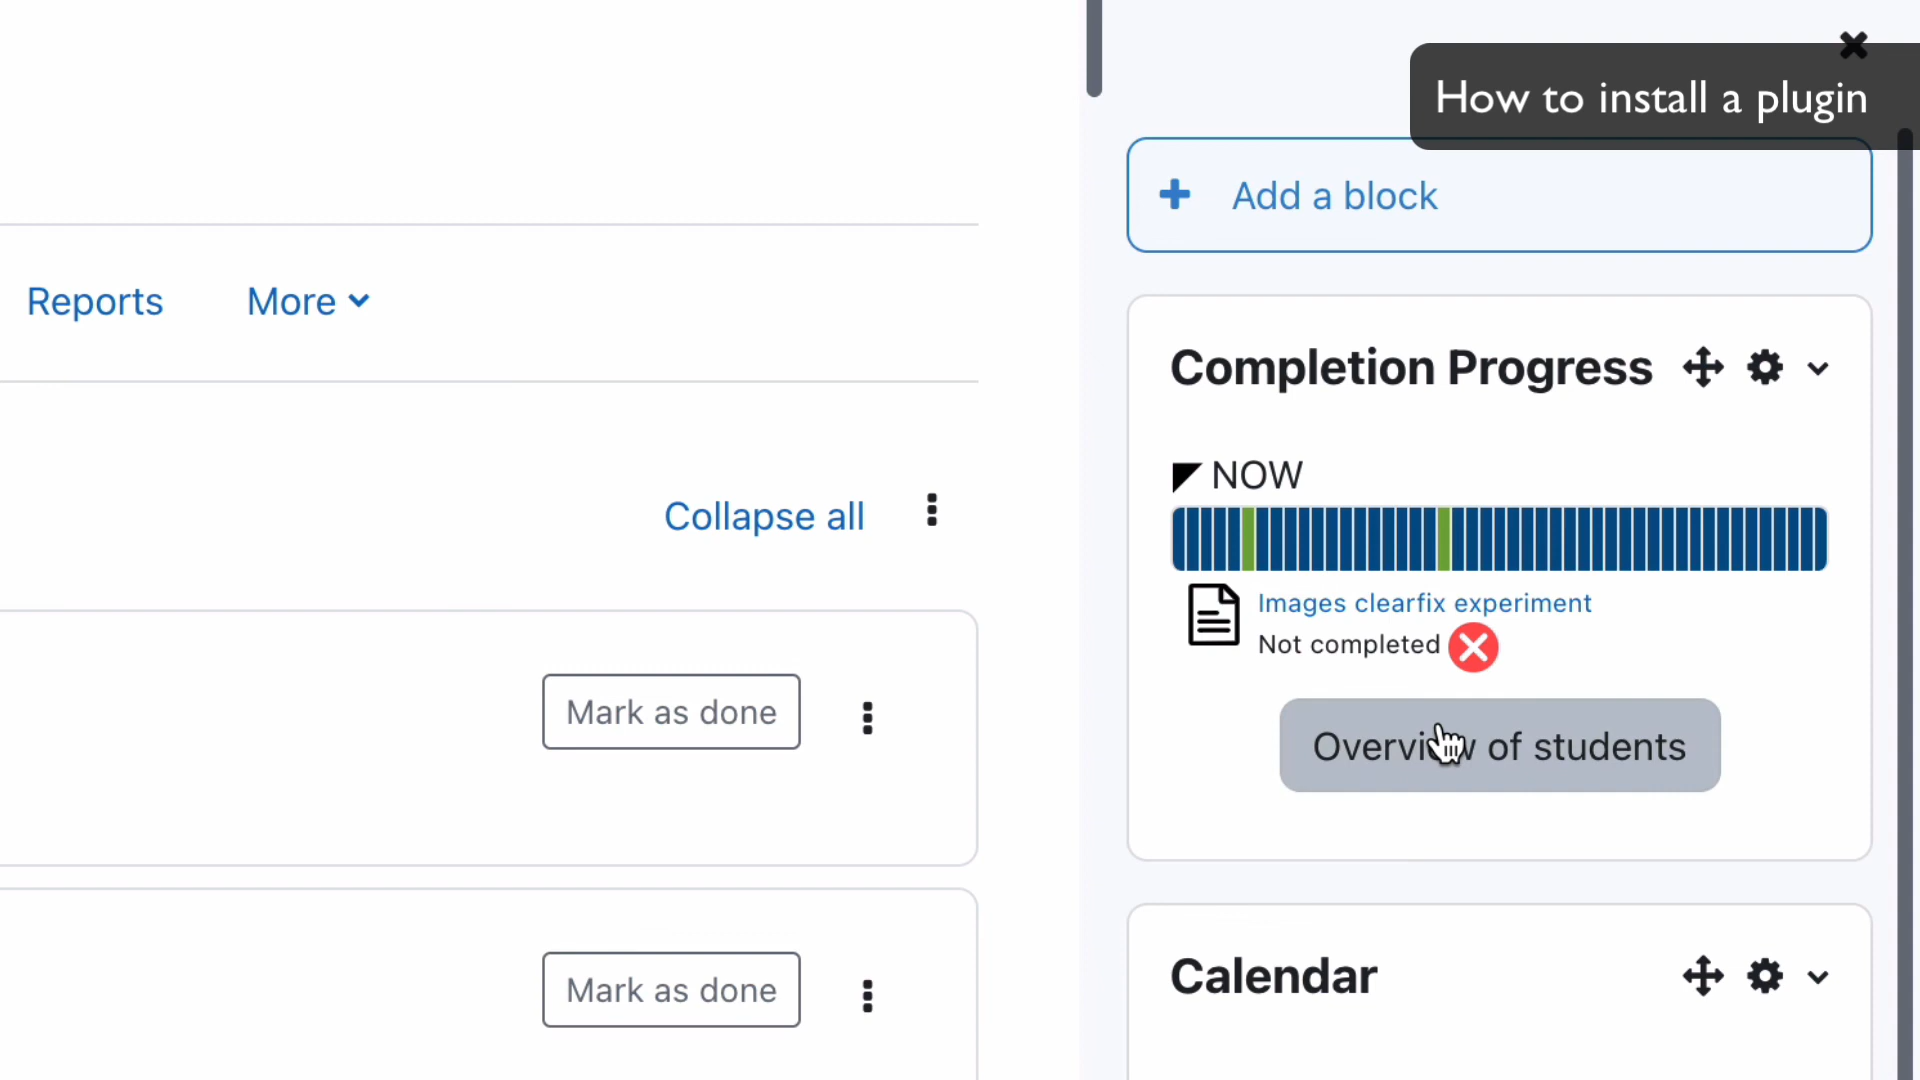 How to install a plugin
Add a block
Reports
More
Completion Progress
NOW
Collapse all
Images clearfix experiment
Not completed
Mark as done
Overview of students
Calendar
Mark as done